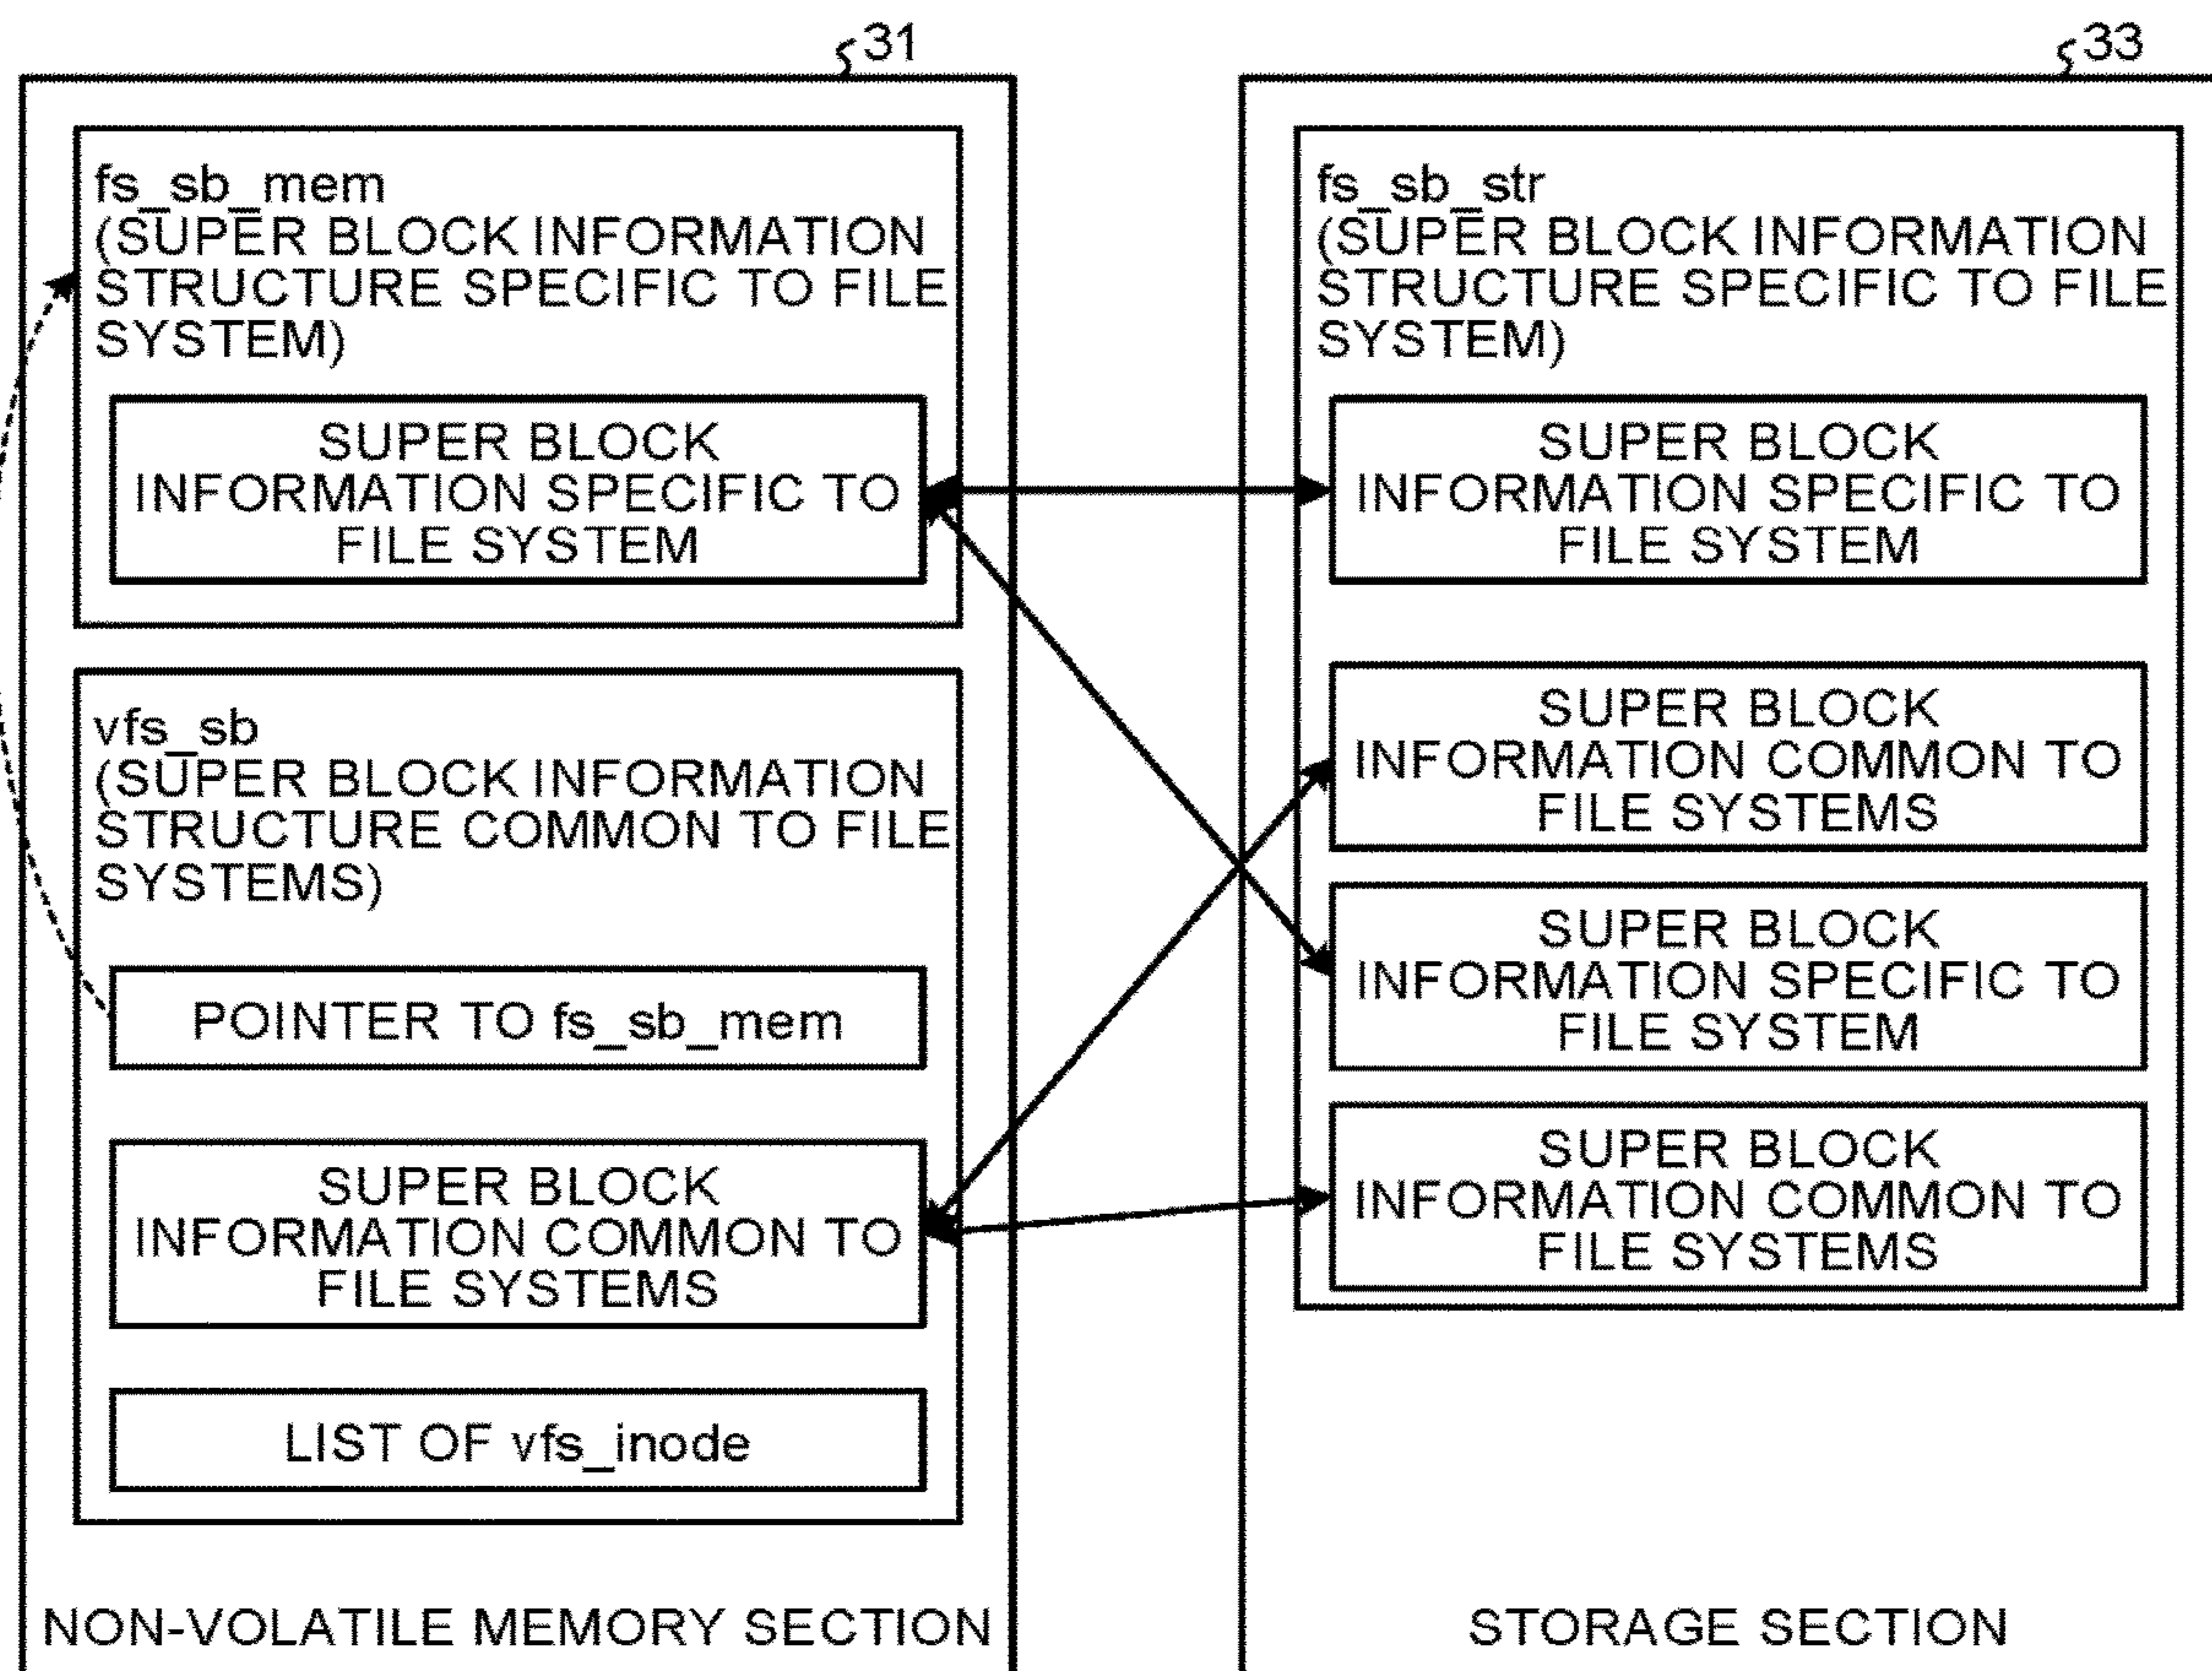 31
fs_sb_mem
(SUPER BLOCK INFORMATION
STRUCTURE SPECIFIC TO FILE
SYSTEM)
SUPER BLOCK
INFORMATION SPECIFIC TO
FILE SYSTEM
vfs_sb
(SUPER BLOCK INFORMATION
STRUCTURE COMMON TO FILE
SYSTEMS)
POINTER TO fs_sb_mem
SUPER BLOCK
INFORMATION COMMON TO
FILE SYSTEMS
LIST OF vfs_inode
NON-VOLATILE MEMORY SECTION
33
fs_sb_str
(SUPER BLOCK INFORMATION
STRUCTURE SPECIFIC TO FILE
SYSTEM)
SUPER BLOCK
INFORMATION SPECIFIC TO
FILE SYSTEM
SUPER BLOCK
INFORMATION COMMON TO
FILE SYSTEMS
SUPER BLOCK
INFORMATION SPECIFIC TO
FILE SYSTEM
SUPER BLOCK
INFORMATION COMMON TO
FILE SYSTEMS
STORAGE SECTION